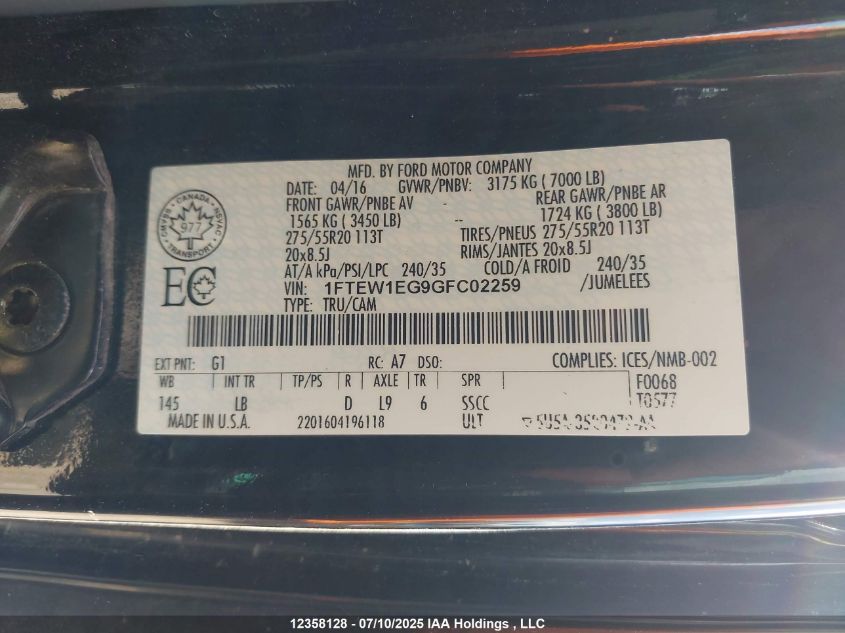 MFD. BY FORD MOTOR COMPANY
DATE: 04/16 GVWR/PNBV: 3175 KG ( 7000 LB)
FRONT GAWR/PNBE AV - REAR GAWR/PNBE AR
1565 KG ( 3450 LB) -- 1724 KG ( 3800 LB)
275/55R20 113T TIRES/PNEUS 275/55R20 113T
20x8.5J RIMS/JANTES 20x8.5J
AT/A kPa/PSI/LPC 240/35 COLD/A FROID 240/35
VIN: 1FTEW1EG9GFC02259 /JUMELEES
TYPE: TRU/CAM
CANADA
977
TRANSPORT
EC
EXT PNT: G1 RC: A7 DSO: COMPLIES: ICES/NMB-002
WB INT TR TP/PS R AXLE TR SPR F0068
145 LB D L9 6 SSCC T0577
MADE IN U.S.A. 2201604196118 ULT
12358128 - 07/10/2025 IAA Holdings , LLC